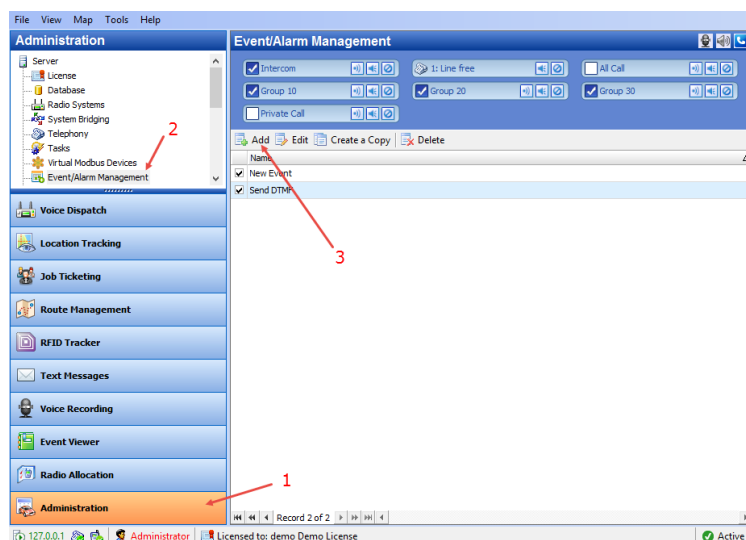 File View Map Tools Help
Administration
Server
License
Database
Radio Systems
System Bridging
Telephony
Tasks
Virtual Modbus Devices
Event/Alarm Management
2
Voice Dispatch
Location Tracking
Job Ticketing
Route Management
RFID Tracker
Text Messages
Voice Recording
Event Viewer
Radio Allocation
Administration
1
Event/Alarm Management
Intercom
1: Line free
All Call
Group 10
Group 20
Group 30
Private Call
Add Edit Create a Copy Delete
Name
New Event
Send DTMF
3
Record 2 of 2
127.0.0.1 Administrator Licensed to: demo Demo License Active